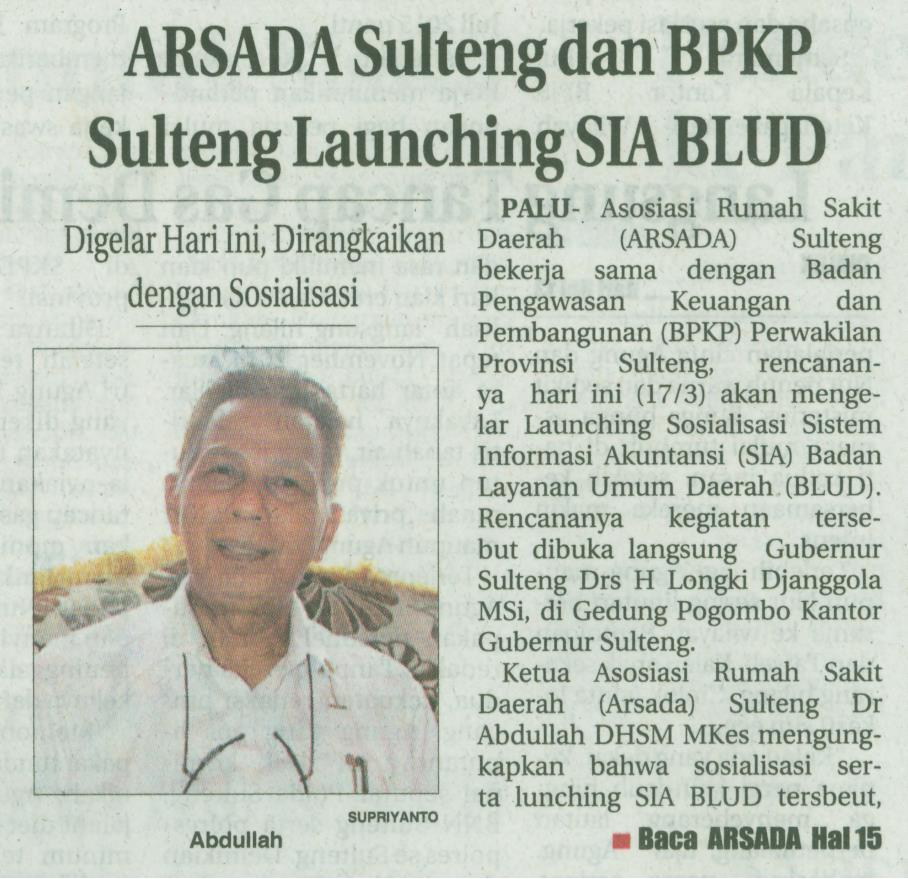 ARSADA Sulteng dan BPKP
Sulteng Launching SIA BLUD
Digelar Hari Ini, Dirangkaikan
dengan Sosialisasi
SUPRIYANTO
Abdullah
PALU- Asosiasi Rumah Sakit
Daerah (ARSADA) Sulteng
bekerja sama dengan Badan
Pengawasan Keuangan dan
Pembangunan (BPKP) Perwakilan
Provinsi Sulteng, rencanan-
ya hari ini (17/3) akan mengge-
lar Launching Sosialisasi Sistem
Informasi Akuntansi (SIA) Badan
Layanan Umum Daerah (BLUD).
Rencananya kegiatan terse-
but dibuka langsung Gubernur
Sulteng Drs H Longki Djanggola
MSi, di Gedung Pogombo Kantor
Gubernur Sulteng.
Ketua Asosiasi Rumah Sakit
Daerah (Arsada) Sulteng Dr
Abdullah DHSM MKes mengung-
kapkan bahwa sosialisasi ser-
ta lunching SIA BLUD tersbeut,
Baca ARSADA Hal 15